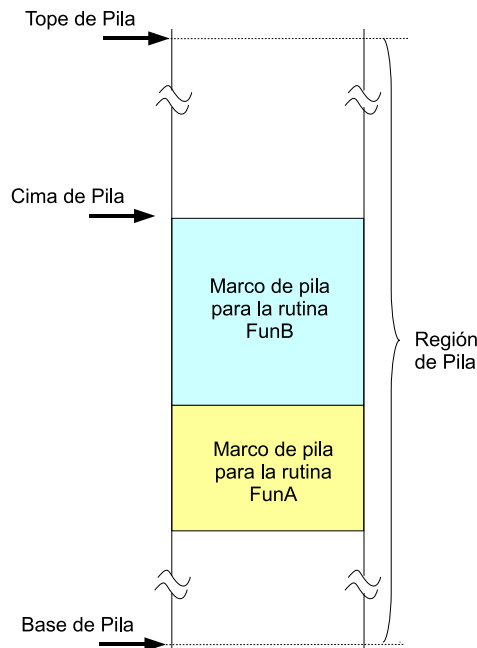 Tope de Pila
Cima de Pila
Marco de pila
para la rutina
FunB
Región
de Pila
Marco de pila
para la rutina
FunA
Base de Pila